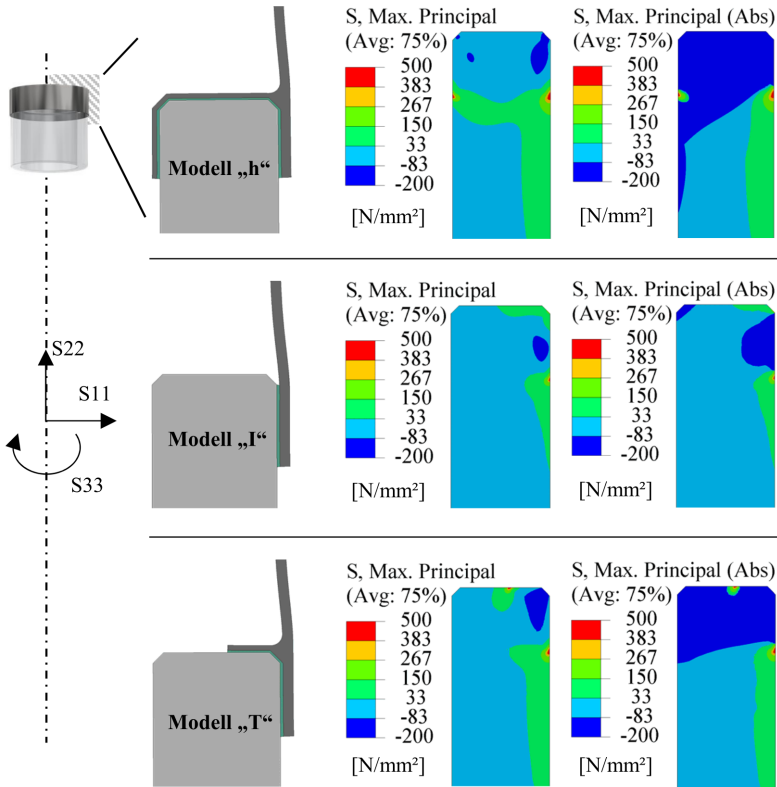 S, Max. Principal
(Avg: 75%)
500
383
267
150
33
-83
-200
[N/mm²]
S, Max. Principal (Abs)
(Avg: 75%)
500
383
267
150
33
-83
-200
[N/mm²]
Modell „h“
S22
S11
S33
S, Max. Principal
(Avg: 75%)
500
383
267
150
33
-83
-200
[N/mm²]
S, Max. Principal (Abs)
(Avg: 75%)
500
383
267
150
33
-83
-200
[N/mm²]
Modell „I“
S, Max. Principal
(Avg: 75%)
500
383
267
150
33
-83
-200
[N/mm²]
S, Max. Principal (Abs)
(Avg: 75%)
500
383
267
150
33
-83
-200
[N/mm²]
Modell „T“